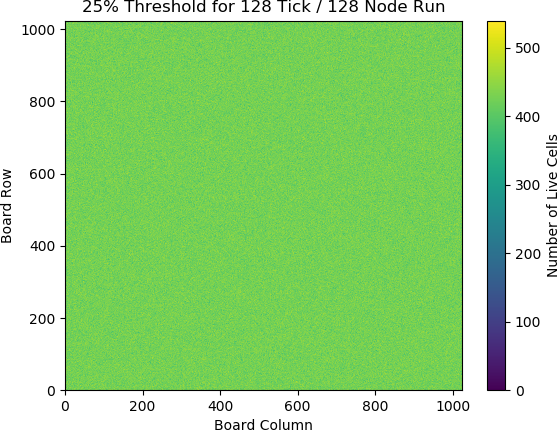 25% Threshold for 128 Tick / 128 Node Run
1000
800
600
400
200
0
Board Row
0 200 400 600 800 1000
Board Column
500
400
300
200
100
0
Number of Live Cells